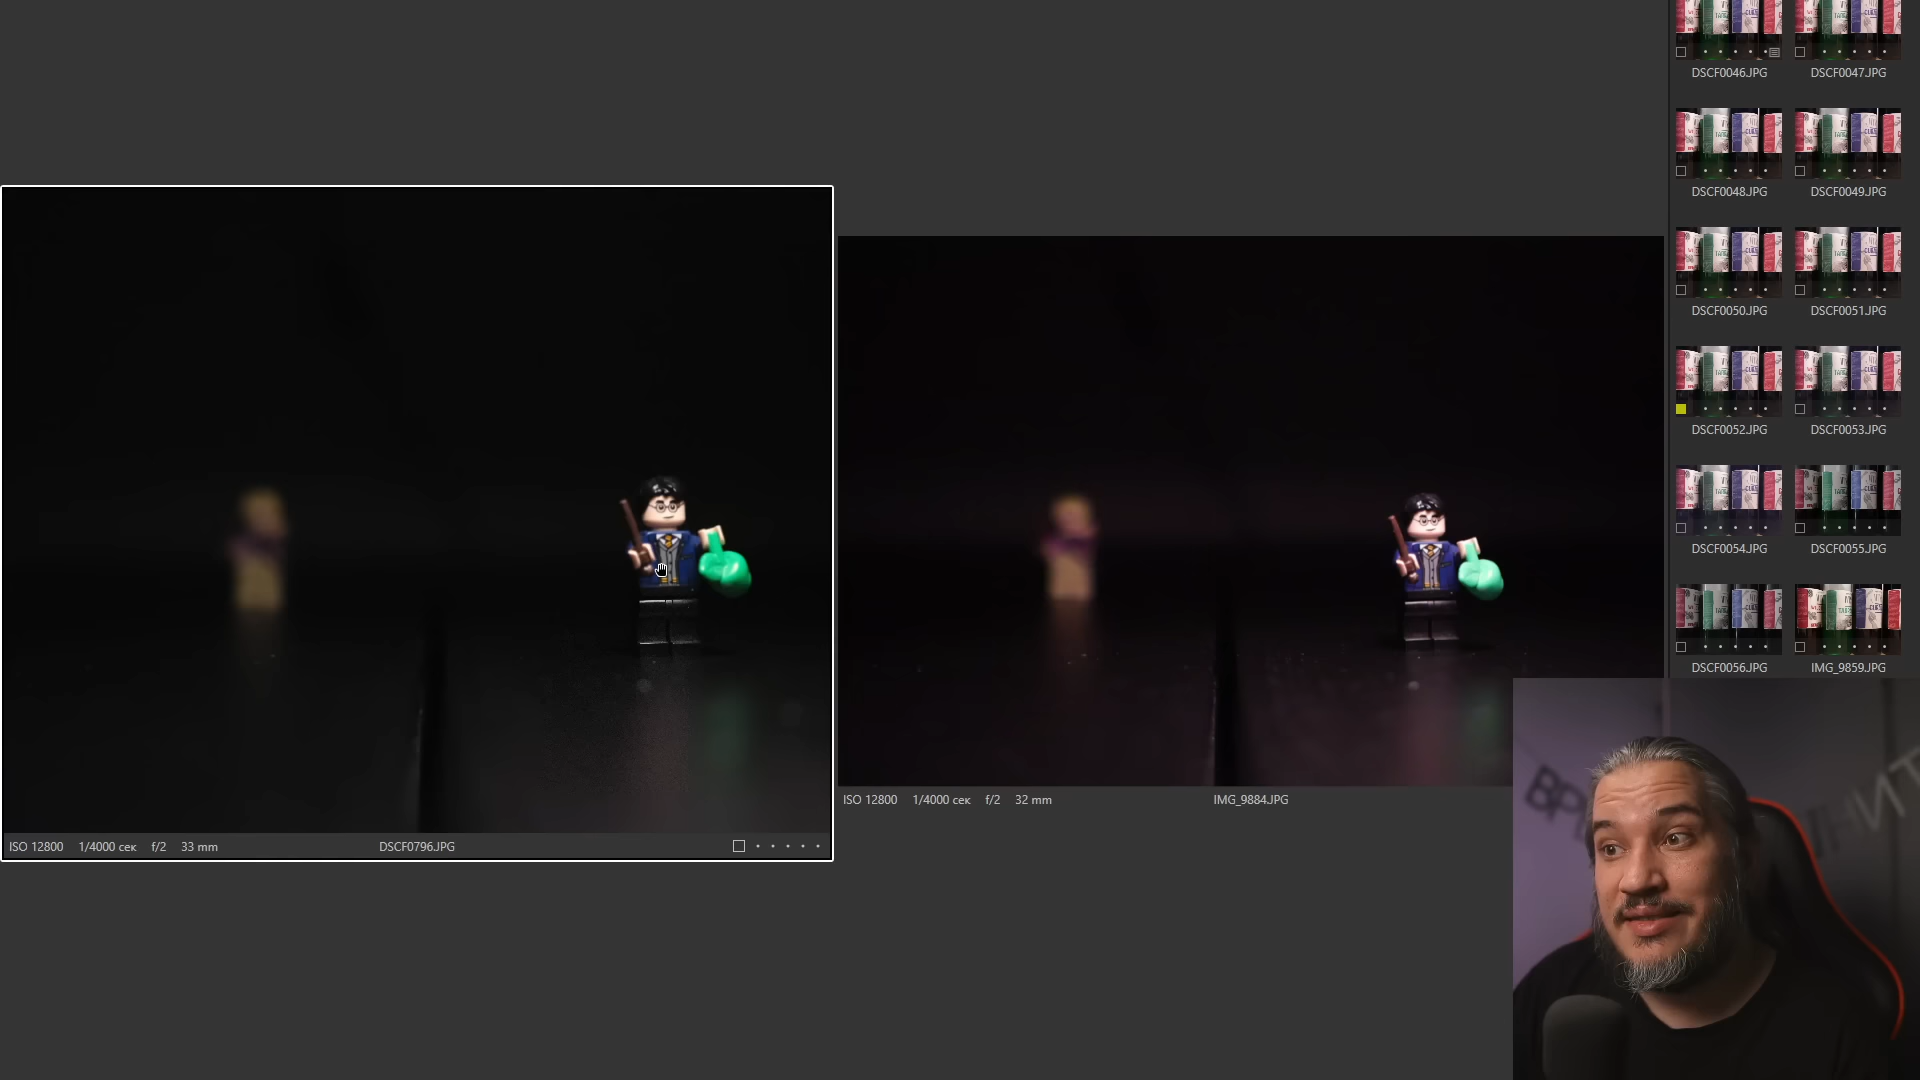 DSCF0046.JPG DSCF0047.JPG
DSCF0048.JPG DSCF0049.JPG
DSCF0050.JPG DSCF0051.JPG
DSCF0052.JPG DSCF0053.JPG
DSCF0054.JPG DSCF0055.JPG
DSCF0056.JPG IMG_9859.JPG
ISO 12800 1/4000 сек f/2 32 mm IMG_9884.JPG
ISO 12800 1/4000 сек f/2 33 mm DSCF0796.JPG